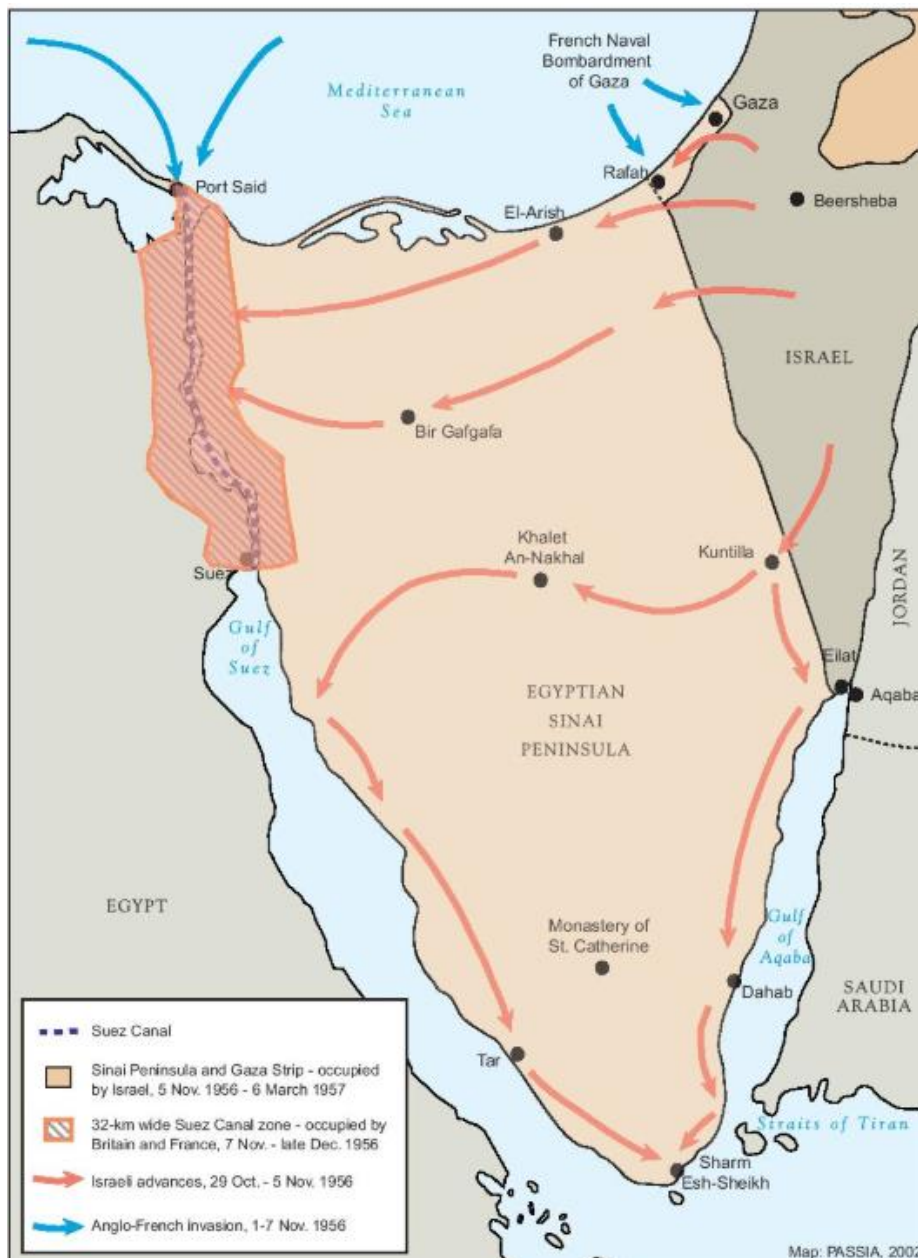 French Naval
Bombardment
of Gaza
Mediterranean
Sea
Gaza
Port Said
Rafah
Beersheba
El-Arish
ISRAEL
Bir Gafgafa
Khalet
An-Nakhal
Kuntilla
Suez
JORDAN
Gulf
of
Suez
Eilat
Aqaba
EGYPTIAN
SINAI
PENINSULA
EGYPT
Monastery of
St. Catherine
Gulf
of
Aqaba
Dahab
SAUDI
ARABIA
Tar
Straits of Tiran
Sharm
Esh-Sheikh
Suez Canal
Sinai Peninsula and Gaza Strip - occupied
by Israel, 5 Nov. 1956 - 6 March 1957
32-km wide Suez Canal zone - occupied by
Britain and France, 7 Nov. - late Dec. 1956
Israeli advances, 29 Oct. - 5 Nov. 1956
Anglo-French invasion, 1-7 Nov. 1956
Map: PASSIA, 2002